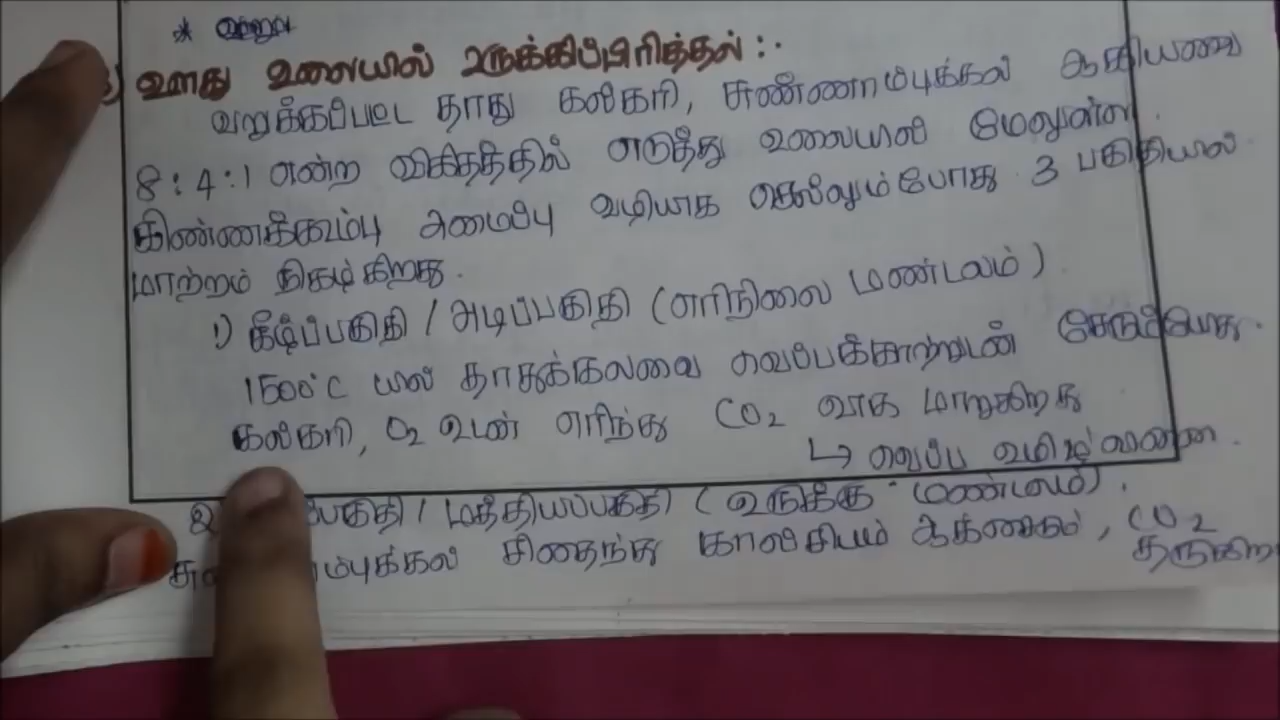 3) ஊது உலையில் உருக்கிப்பிரித்தல் :-
வறுக்கப்பட்ட தாது கல்கரி, சுண்ணாம்புக்கல் ஆகியவை
8 : 4 : 1 என்ற விகிதத்தில் எடுத்து உலையில் மேலுள்ள
கிண்ணக்கூம்பு அமைப்பு வழியாக செல்லும்போது 3 பகுதியில்
மாற்றம் நிகழ்கிறது.
1) கீழ்ப்பகுதி / அடிப்பகுதி (எரிநிலை மண்டலம்)
1500°C யில் தாதுக்கலவை வெப்பக்காற்றுடன் சேரும்போது
கல்கரி, O₂ உடன் எரிந்து CO₂ வாக மாறுகிறது
↳ வெப்ப உமிழ்வினை.
பகுதி / மத்தியப்பகுதி (உருக்கு மண்டலம்).
சிதைந்து கால்சியம் ஆக்ஸைடு, CO₂